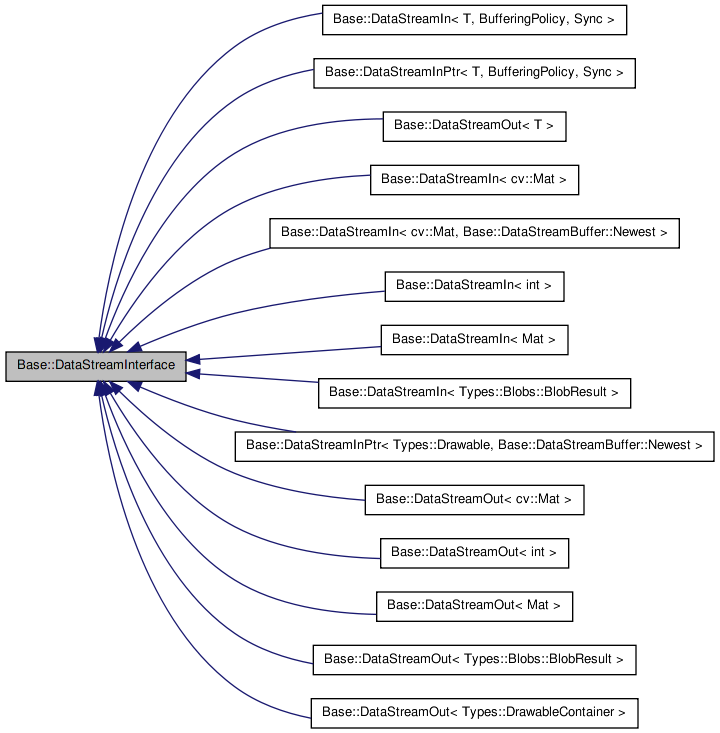 Base::DataStreamIn< T, BufferingPolicy, Sync >
Base::DataStreamInPtr< T, BufferingPolicy, Sync >
Base::DataStreamOut< T >
Base::DataStreamIn< cv::Mat >
Base::DataStreamIn< cv::Mat, Base::DataStreamBuffer::Newest >
Base::DataStreamIn< int >
Base::DataStreamIn< Mat >
Base::DataStreamInterface
Base::DataStreamIn< Types::Blobs::BlobResult >
Base::DataStreamInPtr< Types::Drawable, Base::DataStreamBuffer::Newest >
Base::DataStreamOut< cv::Mat >
Base::DataStreamOut< int >
Base::DataStreamOut< Mat >
Base::DataStreamOut< Types::Blobs::BlobResult >
Base::DataStreamOut< Types::DrawableContainer >